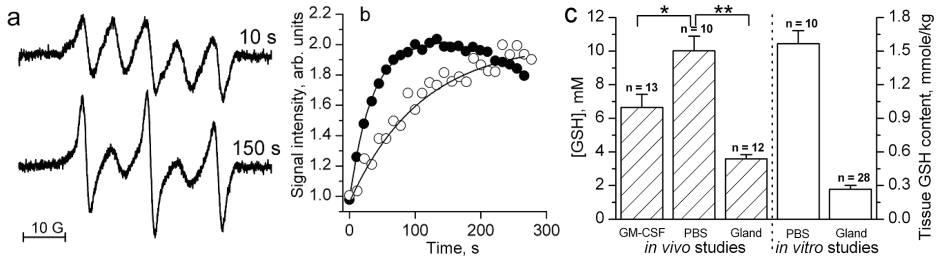 a
10 s
150 s
10 G
b
Signal intensity, arb. units
2.2
2.0
1.8
1.6
1.4
1.2
1.0
0 100 200 300
Time, s
c
[GSH], mM
12
10
8
6
4
2
0
* **
n = 13
n = 10
n = 12
n = 10
n = 28
GM-CSF PBS Gland PBS Gland
in vivo studies in vitro studies
1.8
1.5
1.2
0.9
0.6
0.3
0.0
Tissue GSH content, mmole/kg